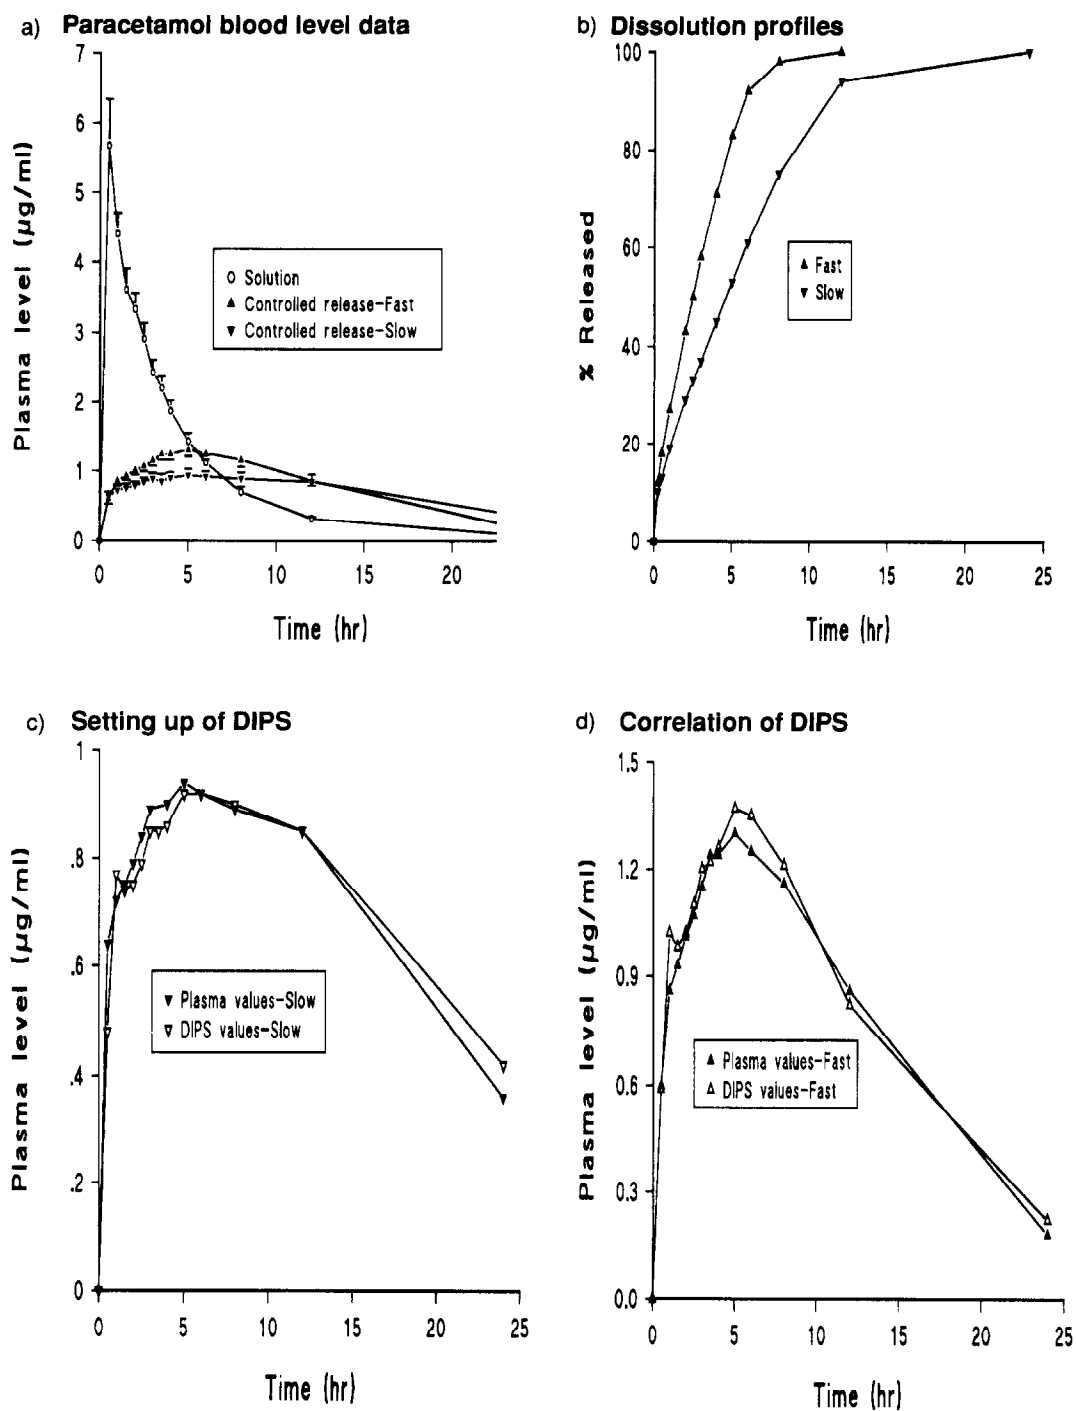 a) Paracetamol blood level data
7
6
5
4
3
2
1
0
Plasma level (µg/ml)
Solution
Controlled release-Fast
Controlled release-Slow
0 5 10 15 20
Time (hr)
b) Dissolution profiles
100
80
60
40
20
0
% Released
Fast
Slow
0 5 10 15 20 25
Time (hr)
c) Setting up of DIPS
1
.8
.6
.4
.2
0
Plasma level (µg/ml)
Plasma values-Slow
DIPS values-Slow
0 5 10 15 20 25
Time (hr)
d) Correlation of DIPS
1.5
1.2
0.9
0.6
0.3
0.0
Plasma level (µg/ml)
Plasma values-Fast
DIPS values-Fast
0 5 10 15 20 25
Time (hr)